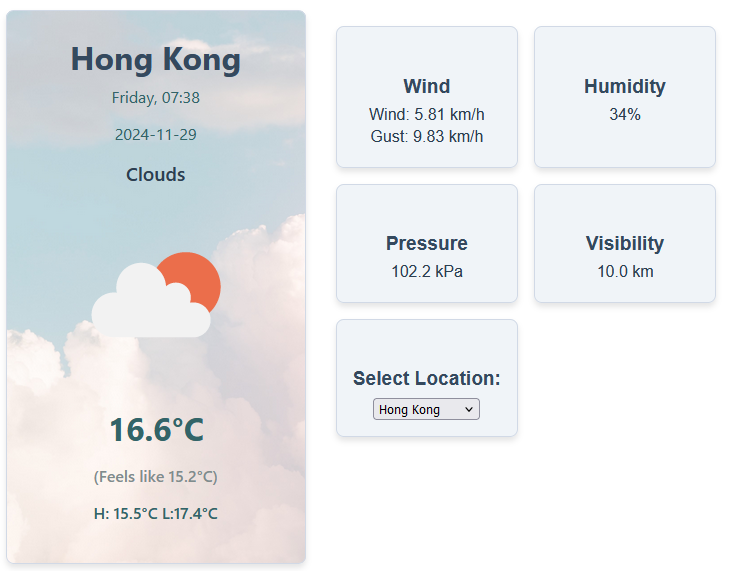 Hong Kong
Friday, 07:38
2024-11-29
Clouds
16.6°C
(Feels like 15.2°C)
H: 15.5°C L:17.4°C
Wind
Wind: 5.81 km/h
Gust: 9.83 km/h
Humidity
34%
Pressure
102.2 kPa
Visibility
10.0 km
Select Location:
Hong Kong